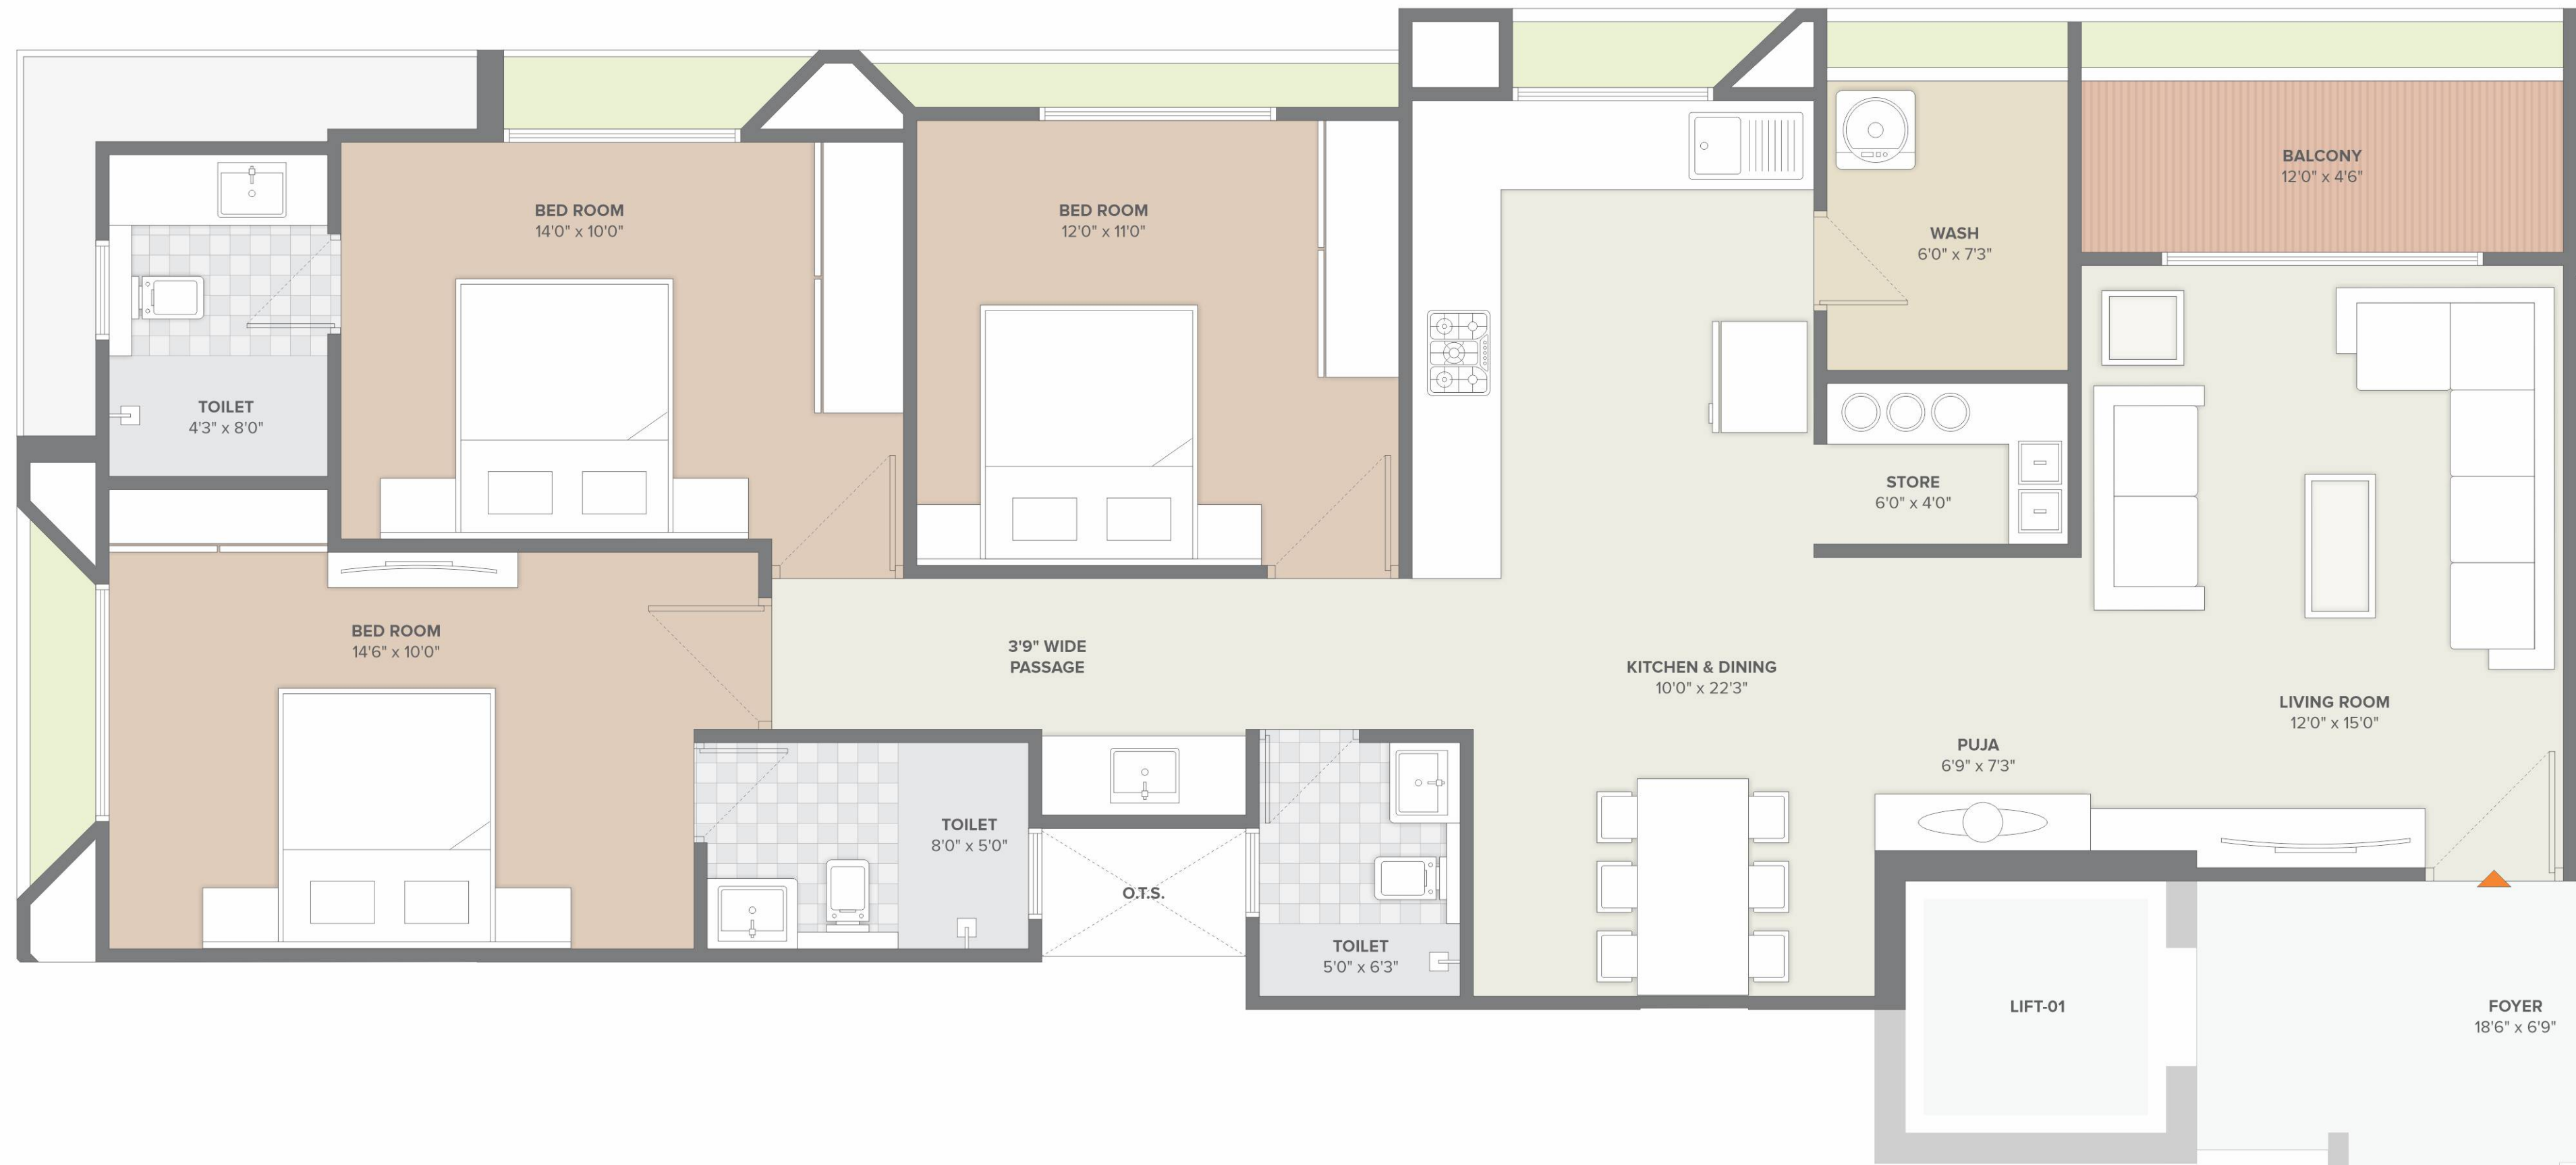 BALCONY
12'0" x 4'6"
BED ROOM
14'0" x 10'0"
BED ROOM
12'0" x 11'0"
WASH
6'0" x 7'3"
TOILET
4'3" x 8'0"
STORE
6'0" x 4'0"
BED ROOM
14'6" x 10'0"
3'9" WIDE
PASSAGE
KITCHEN & DINING
10'0" x 22'3"
LIVING ROOM
12'0" x 15'0"
PUJA
6'9" x 7'3"
TOILET
8'0" x 5'0"
O.T.S.
TOILET
5'0" x 6'3"
LIFT-01
FOYER
18'6" x 6'9"